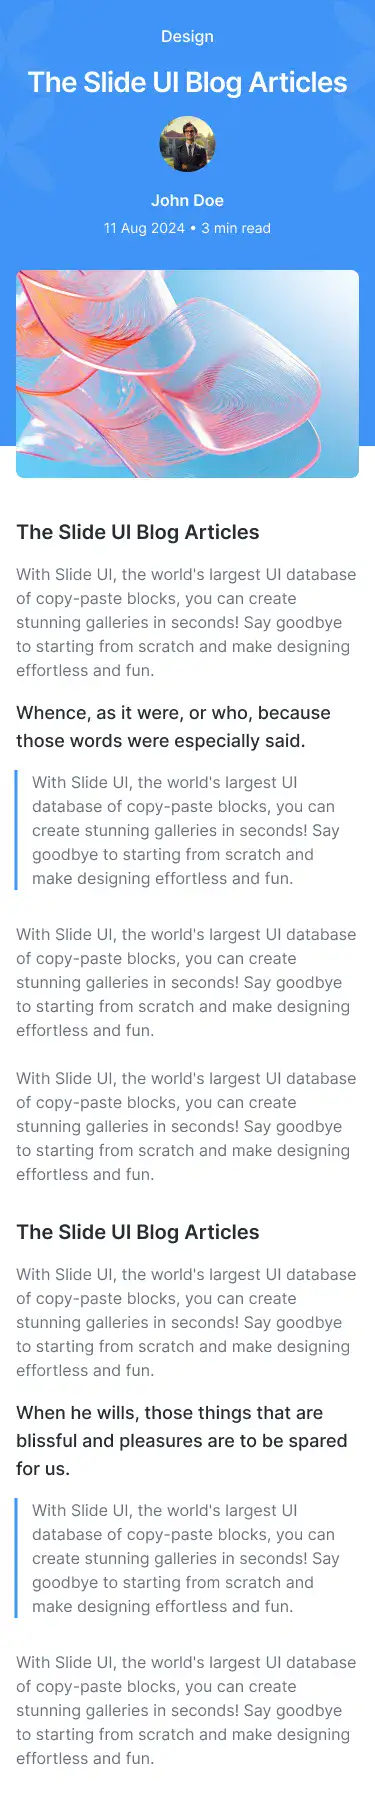 Design
The Slide UI Blog Articles
John Doe
11 Aug 2024 • 3 min read
The Slide UI Blog Articles
With Slide UI, the world's largest UI database
of copy-paste blocks, you can create
stunning galleries in seconds! Say goodbye
to starting from scratch and make designing
effortless and fun.
Whence, as it were, or who, because
those words were especially said.
With Slide UI, the world's largest UI
database of copy-paste blocks, you can
create stunning galleries in seconds! Say
goodbye to starting from scratch and
make designing effortless and fun.
With Slide UI, the world's largest UI database
of copy-paste blocks, you can create
stunning galleries in seconds! Say goodbye
to starting from scratch and make designing
effortless and fun.
With Slide UI, the world's largest UI database
of copy-paste blocks, you can create
stunning galleries in seconds! Say goodbye
to starting from scratch and make designing
effortless and fun.
The Slide UI Blog Articles
With Slide UI, the world's largest UI database
of copy-paste blocks, you can create
stunning galleries in seconds! Say goodbye
to starting from scratch and make designing
effortless and fun.
When he wills, those things that are
blissful and pleasures are to be spared
for us.
With Slide UI, the world's largest UI
database of copy-paste blocks, you can
create stunning galleries in seconds! Say
goodbye to starting from scratch and
make designing effortless and fun.
With Slide UI, the world's largest UI database
of copy-paste blocks, you can create
stunning galleries in seconds! Say goodbye
to starting from scratch and make designing
effortless and fun.